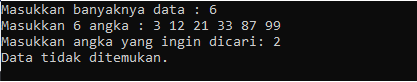 Masukkan banyaknya data : 6
Masukkan 6 angka : 3 12 21 33 87 99
Masukkan angka yang ingin dicari: 2
Data tidak ditemukan.